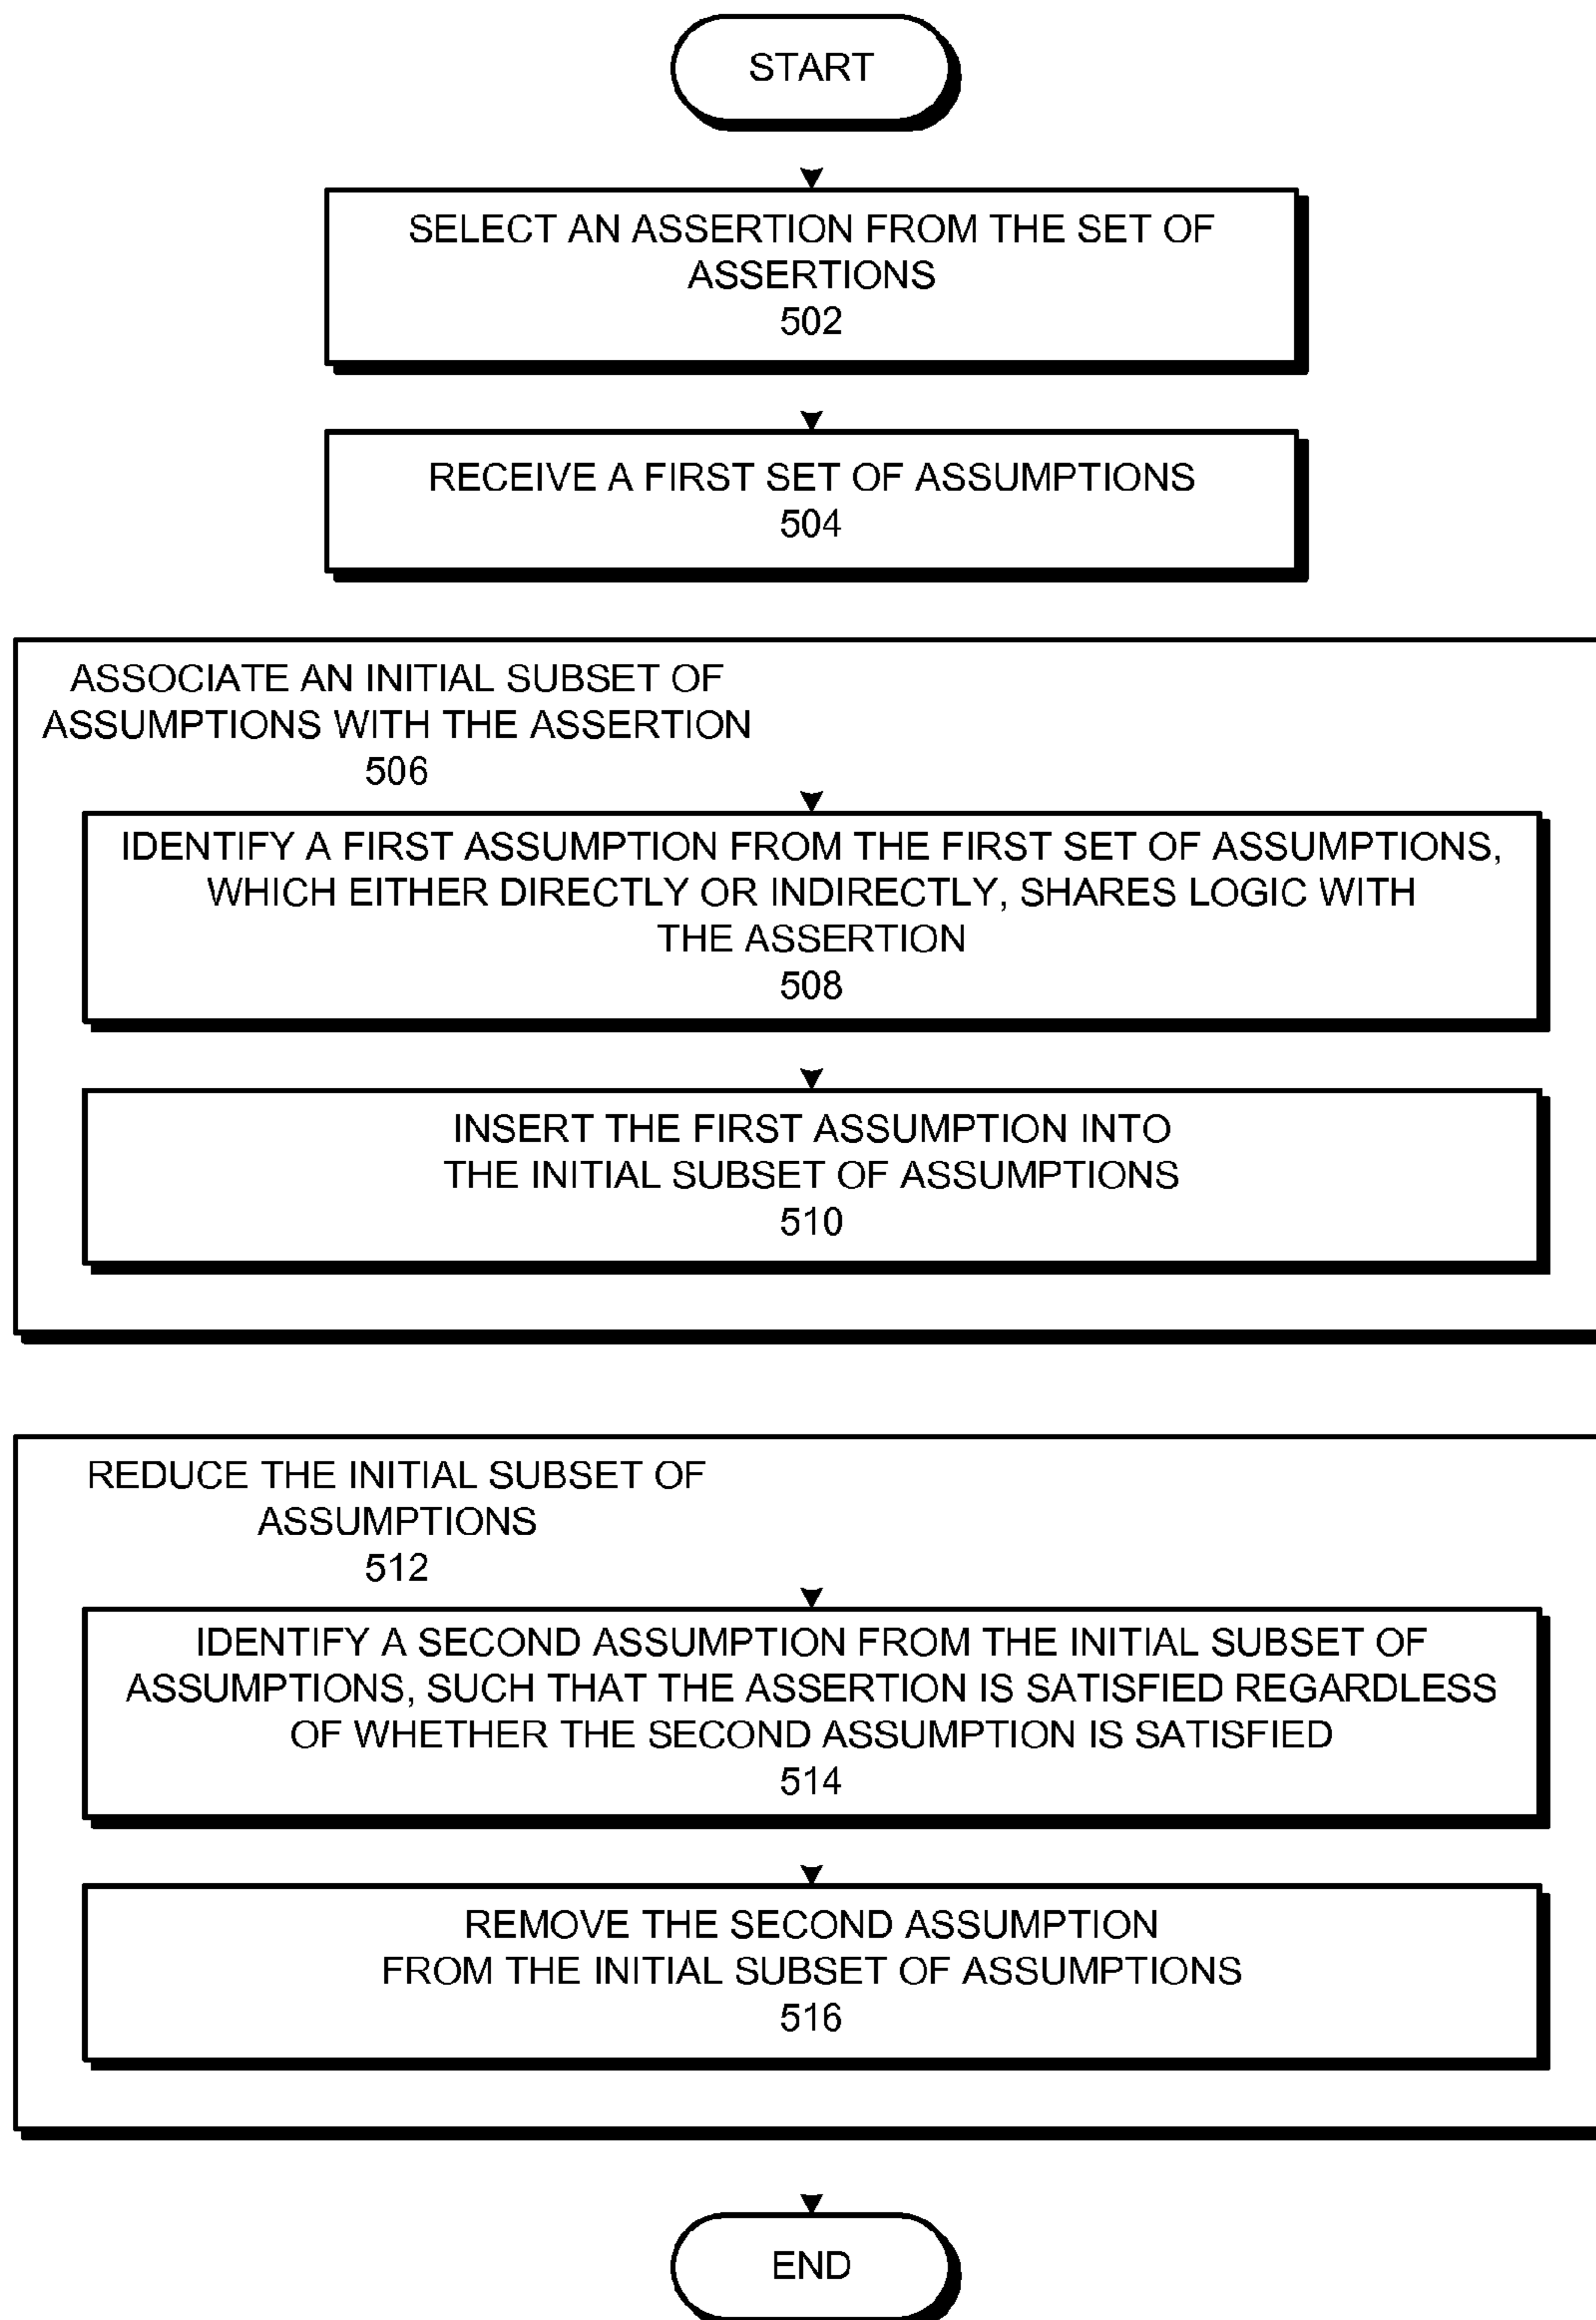 START
SELECT AN ASSERTION FROM THE SET OF
ASSERTIONS
502
RECEIVE A FIRST SET OF ASSUMPTIONS
504
ASSOCIATE AN INITIAL SUBSET OF
ASSUMPTIONS WITH THE ASSERTION
506
IDENTIFY A FIRST ASSUMPTION FROM THE FIRST SET OF ASSUMPTIONS,
WHICH EITHER DIRECTLY OR INDIRECTLY, SHARES LOGIC WITH
THE ASSERTION
508
INSERT THE FIRST ASSUMPTION INTO
THE INITIAL SUBSET OF ASSUMPTIONS
510
REDUCE THE INITIAL SUBSET OF
ASSUMPTIONS
512
IDENTIFY A SECOND ASSUMPTION FROM THE INITIAL SUBSET OF
ASSUMPTIONS, SUCH THAT THE ASSERTION IS SATISFIED REGARDLESS
OF WHETHER THE SECOND ASSUMPTION IS SATISFIED
514
REMOVE THE SECOND ASSUMPTION
FROM THE INITIAL SUBSET OF ASSUMPTIONS
516
END